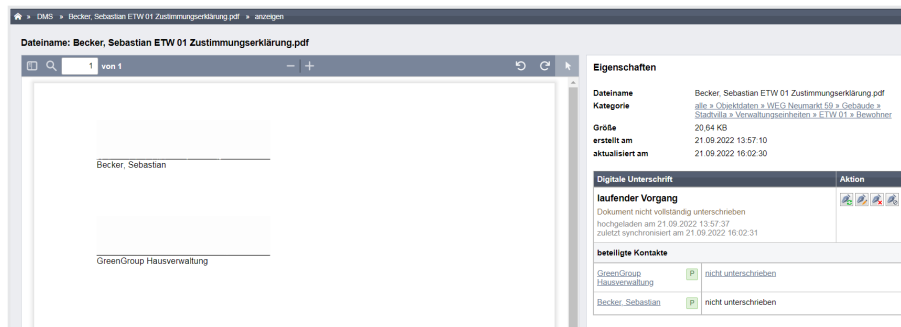 » DMS » Becker, Sebastian ETW 01 Zustimmungserklärung.pdf » anzeigen
Dateiname: Becker, Sebastian ETW 01 Zustimmungserklärung.pdf
1 von 1
Becker, Sebastian
GreenGroup Hausverwaltung
Eigenschaften
Dateiname Becker, Sebastian ETW 01 Zustimmungserklärung.pdf
Kategorie alle » Objektdaten » WEG Neumarkt 59 » Gebäude »
Stadtvilla » Verwaltungseinheiten » ETW 01 » Bewohner
Größe 20,64 KB
erstellt am 21.09.2022 13:57:10
aktualisiert am 21.09.2022 16:02:30
Digitale Unterschrift Aktion
laufender Vorgang
Dokument nicht vollständig unterschrieben
hochgeladen am 21.09.2022 13:57:37
zuletzt synchronisiert am 21.09.2022 16:02:31
beteiligte Kontakte
GreenGroup Hausverwaltung P nicht unterschrieben
Becker, Sebastian P nicht unterschrieben